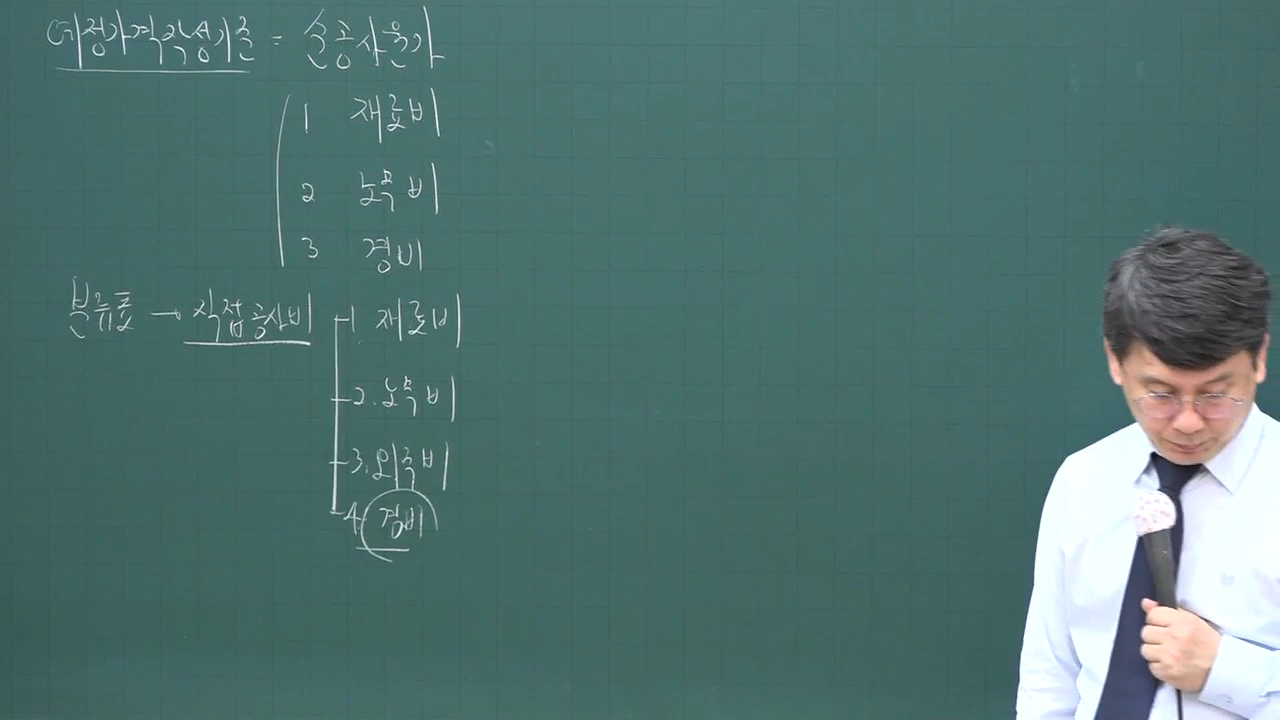 예정가격작성기준 = 순공사원가
1 재료비
2 노무비
3 경비
분류표 → 직접공사비
1. 재료비
2. 노무비
3. 외주비
4. 경비